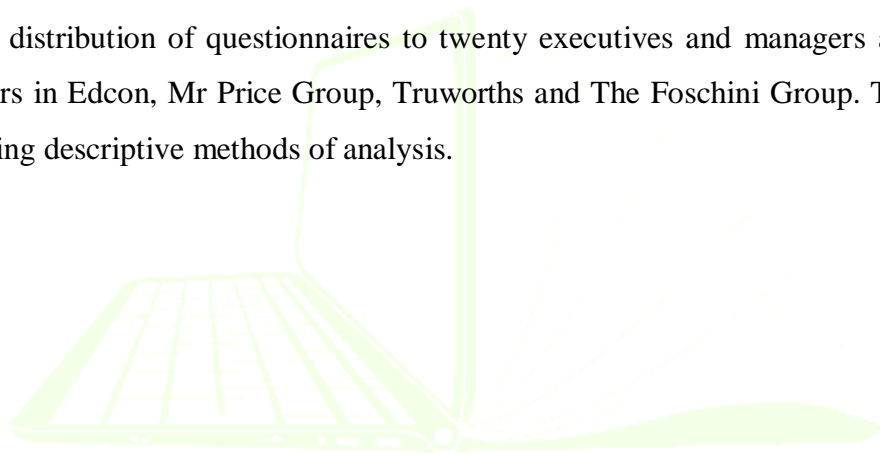 distribution of questionnaires to twenty executives and managers
rs in Edcon, Mr Price Group, Truworths and The Foschini Group. T
ing descriptive methods of analysis.